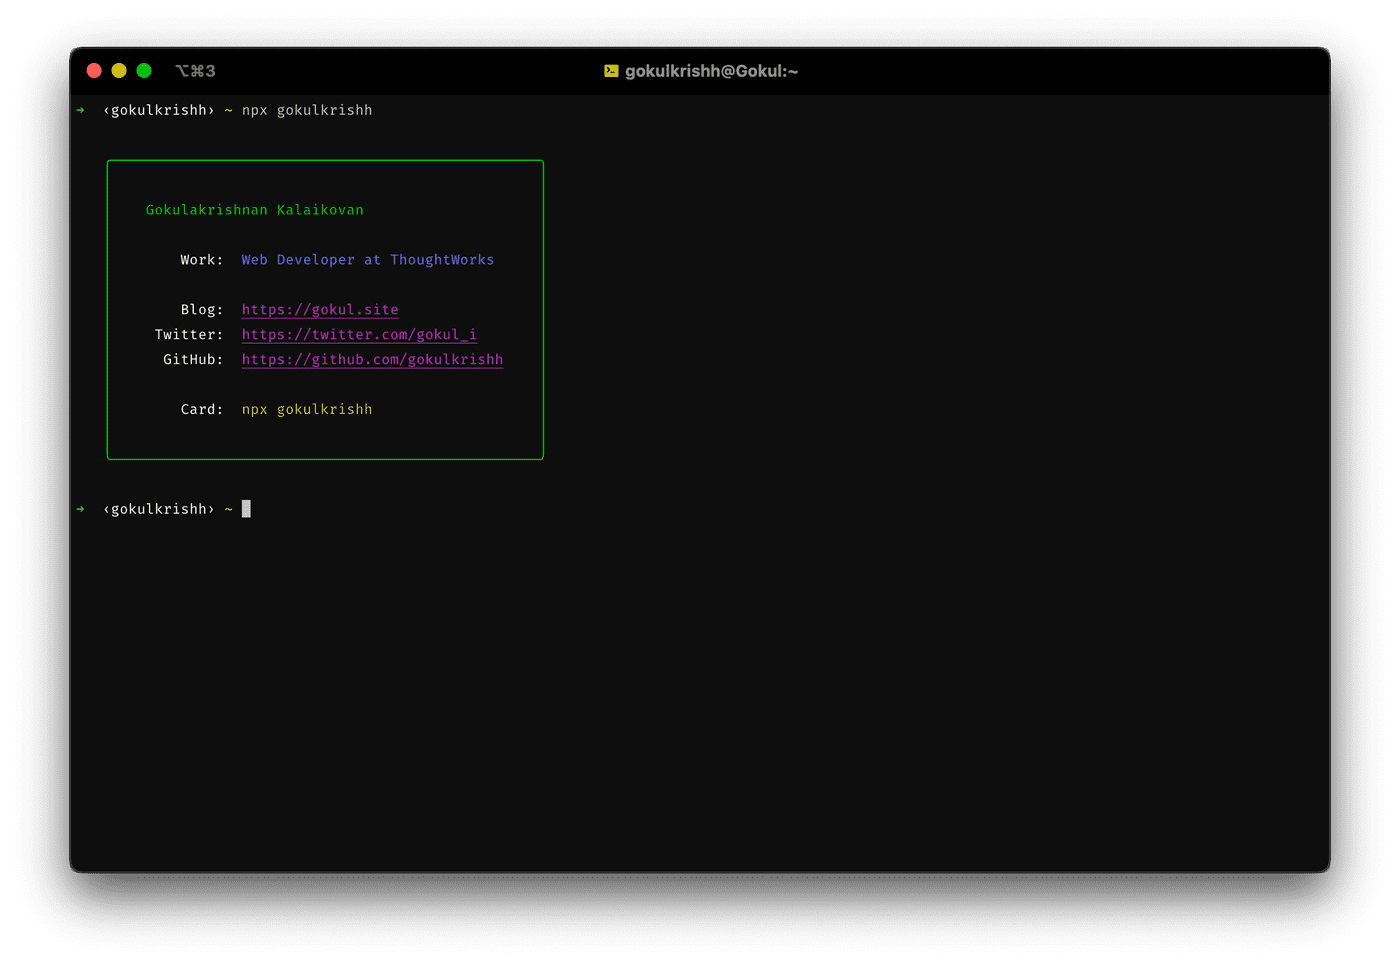 ⌥⌘3
gokulkrishh@Gokul:~
➜ ‹gokulkrishh› ~ npx gokulkrishh
Gokulakrishnan Kalaikovan
Work: Web Developer at ThoughtWorks
Blog: https://gokul.site
Twitter: https://twitter.com/gokul_i
GitHub: https://github.com/gokulkrishh
Card: npx gokulkrishh
➜ ‹gokulkrishh› ~